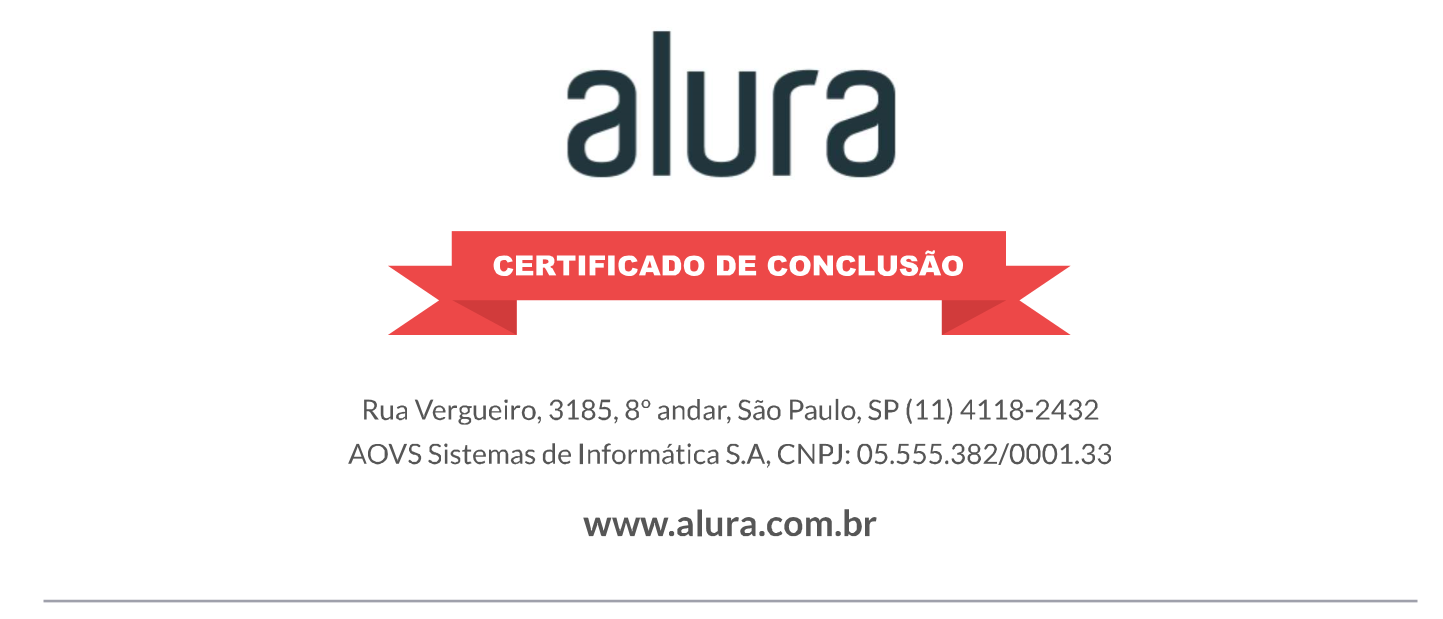 alura
CERTIFICADO DE CONCLUSÃO
Rua Vergueiro, 3185, 8º andar, São Paulo, SP (11) 4118-2432
AOVS Sistemas de Informática S.A, CNPJ: 05.555.382/0001.33
www.alura.com.br